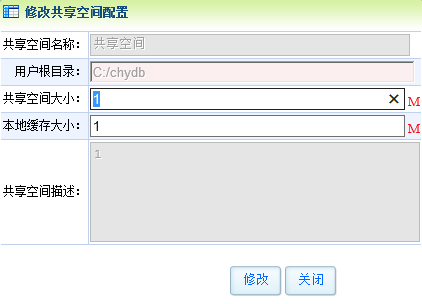 修改共享空间配置
共享空间名称： 共享空间
用户根目录： C:/chydb
共享空间大小： 1 M
本地缓存大小： 1 M
共享空间描述： 1
修改 关闭